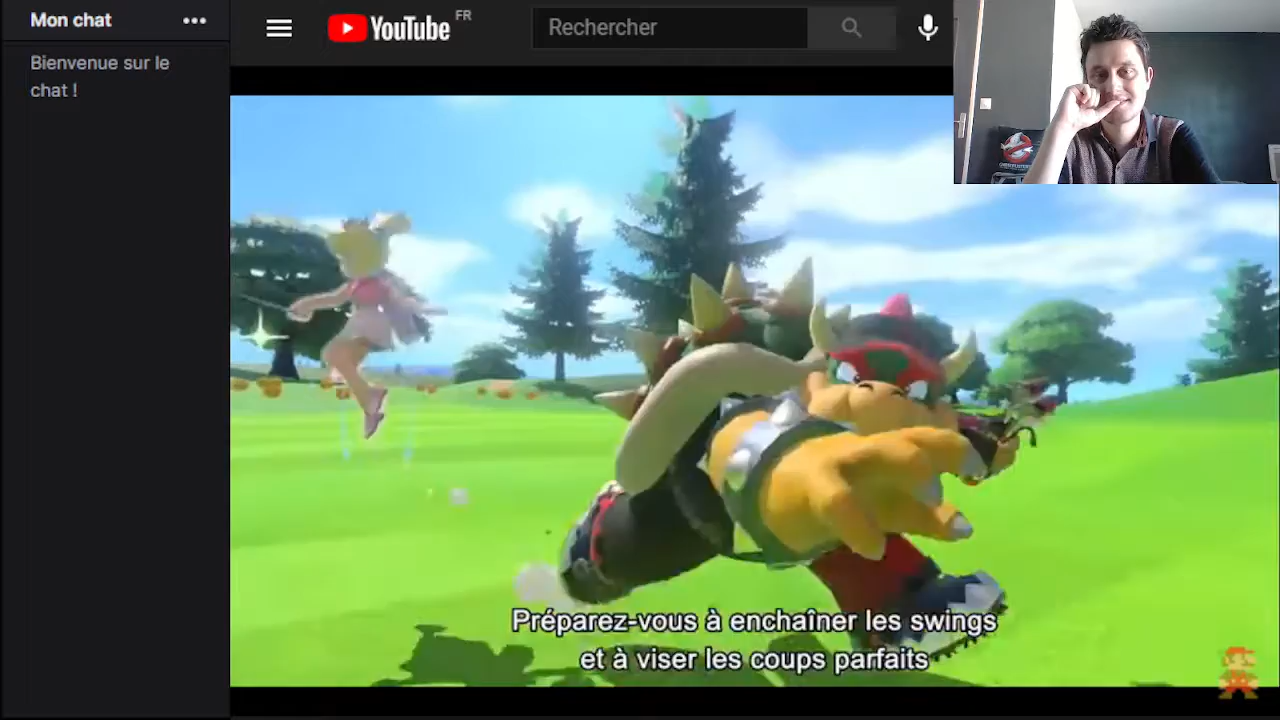 Mon chat
Bienvenue sur le
chat !
YouTube FR
Rechercher
Préparez-vous à enchaîner les swings
et à viser les coups parfaits